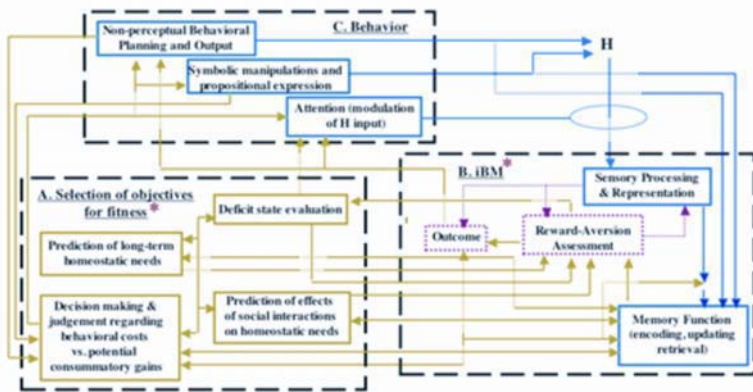 Non-perceptual Behavioral
Planning and Output
C. Behavior
H
Symbolic manipulations and
propositional expression
Attention (modulation
of H input)
A. Selection of objectives
for fitness*
Deficit state evaluation
Prediction of long-term
homeostatic needs
Decision making &
judgement regarding
behavioral costs
vs. potential
consummatory gains
Prediction of effects
of social interactions
on homeostatic needs
B. iBM*
Sensory Processing
& Representation
Outcome
Reward-Aversion
Assessment
Memory Function
(encoding, updating
retrieval)